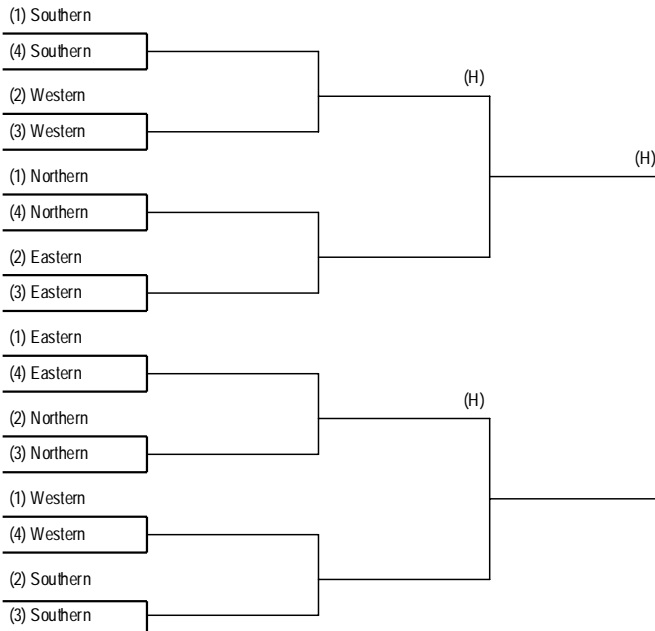 (1) Southern
(4) Southern
(H)
(2) Western
(3) Western
(H)
(1) Northern
(4) Northern
(2) Eastern
(3) Eastern
(1) Eastern
(4) Eastern
(H)
(2) Northern
(3) Northern
(1) Western
(4) Western
(2) Southern
(3) Southern